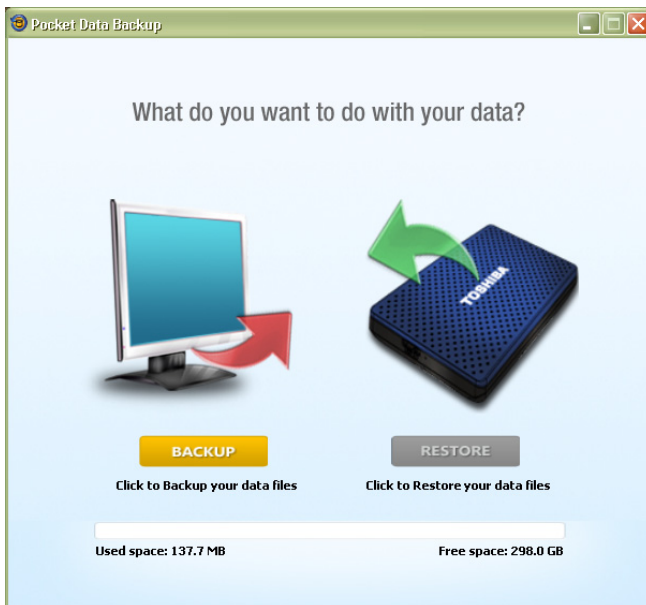 Pocket Data Backup
What do you want to do with your data?
TOSHIBA
BACKUP
RESTORE
Click to Backup your data files
Click to Restore your data files
Used space: 137.7 MB
Free space: 298.0 GB